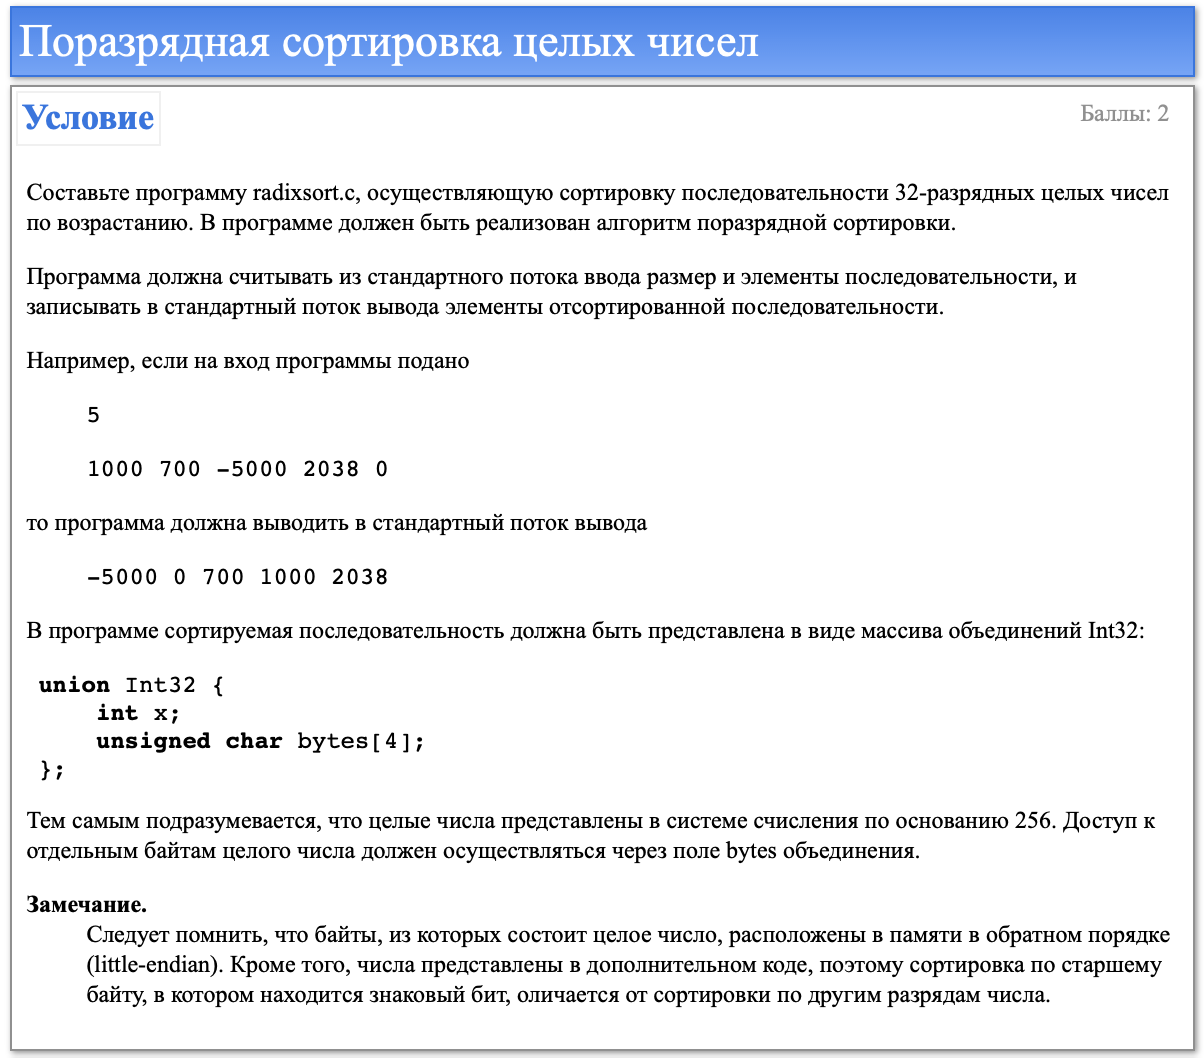 Поразрядная сортировка целых чисел
Условие
Баллы: 2
Составьте программу radixsort.c, осуществляющую сортировку последовательности 32-разрядных целых чисел
по возрастанию. В программе должен быть реализован алгоритм поразрядной сортировки.
Программа должна считывать из стандартного потока ввода размер и элементы последовательности, и
записывать в стандартный поток вывода элементы отсортированной последовательности.
Например, если на вход программы подано
5
1000 700 -5000 2038 0
то программа должна выводить в стандартный поток вывода
-5000 0 700 1000 2038
В программе сортируемая последовательность должна быть представлена в виде массива объединений Int32:
union Int32 {
int x;
unsigned char bytes[4];
};
Тем самым подразумевается, что целые числа представлены в системе счисления по основанию 256. Доступ к
отдельным байтам целого числа должен осуществляться через поле bytes объединения.
Замечание.
Следует помнить, что байты, из которых состоит целое число, расположены в памяти в обратном порядке
(little-endian). Кроме того, числа представлены в дополнительном коде, поэтому сортировка по старшему
байту, в котором находится знаковый бит, оличается от сортировки по другим разрядам числа.